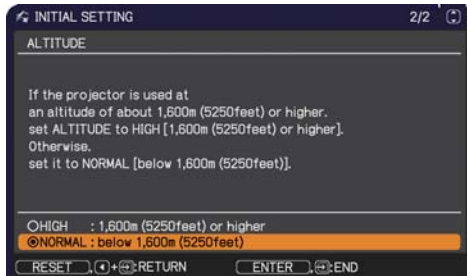 INITIAL SETTING 2/2
ALTITUDE
If the projector is used at
an altitude of about 1,600m (5250feet) or higher.
set ALTITUDE to HIGH [1,600m (5250feet) or higher].
Otherwise.
set it to NORMAL [below 1,600m (5250feet)].
HIGH : 1,600m (5250feet) or higher
NORMAL : below 1,600m (5250feet)
RESET ,+:RETURN ENTER ,:END